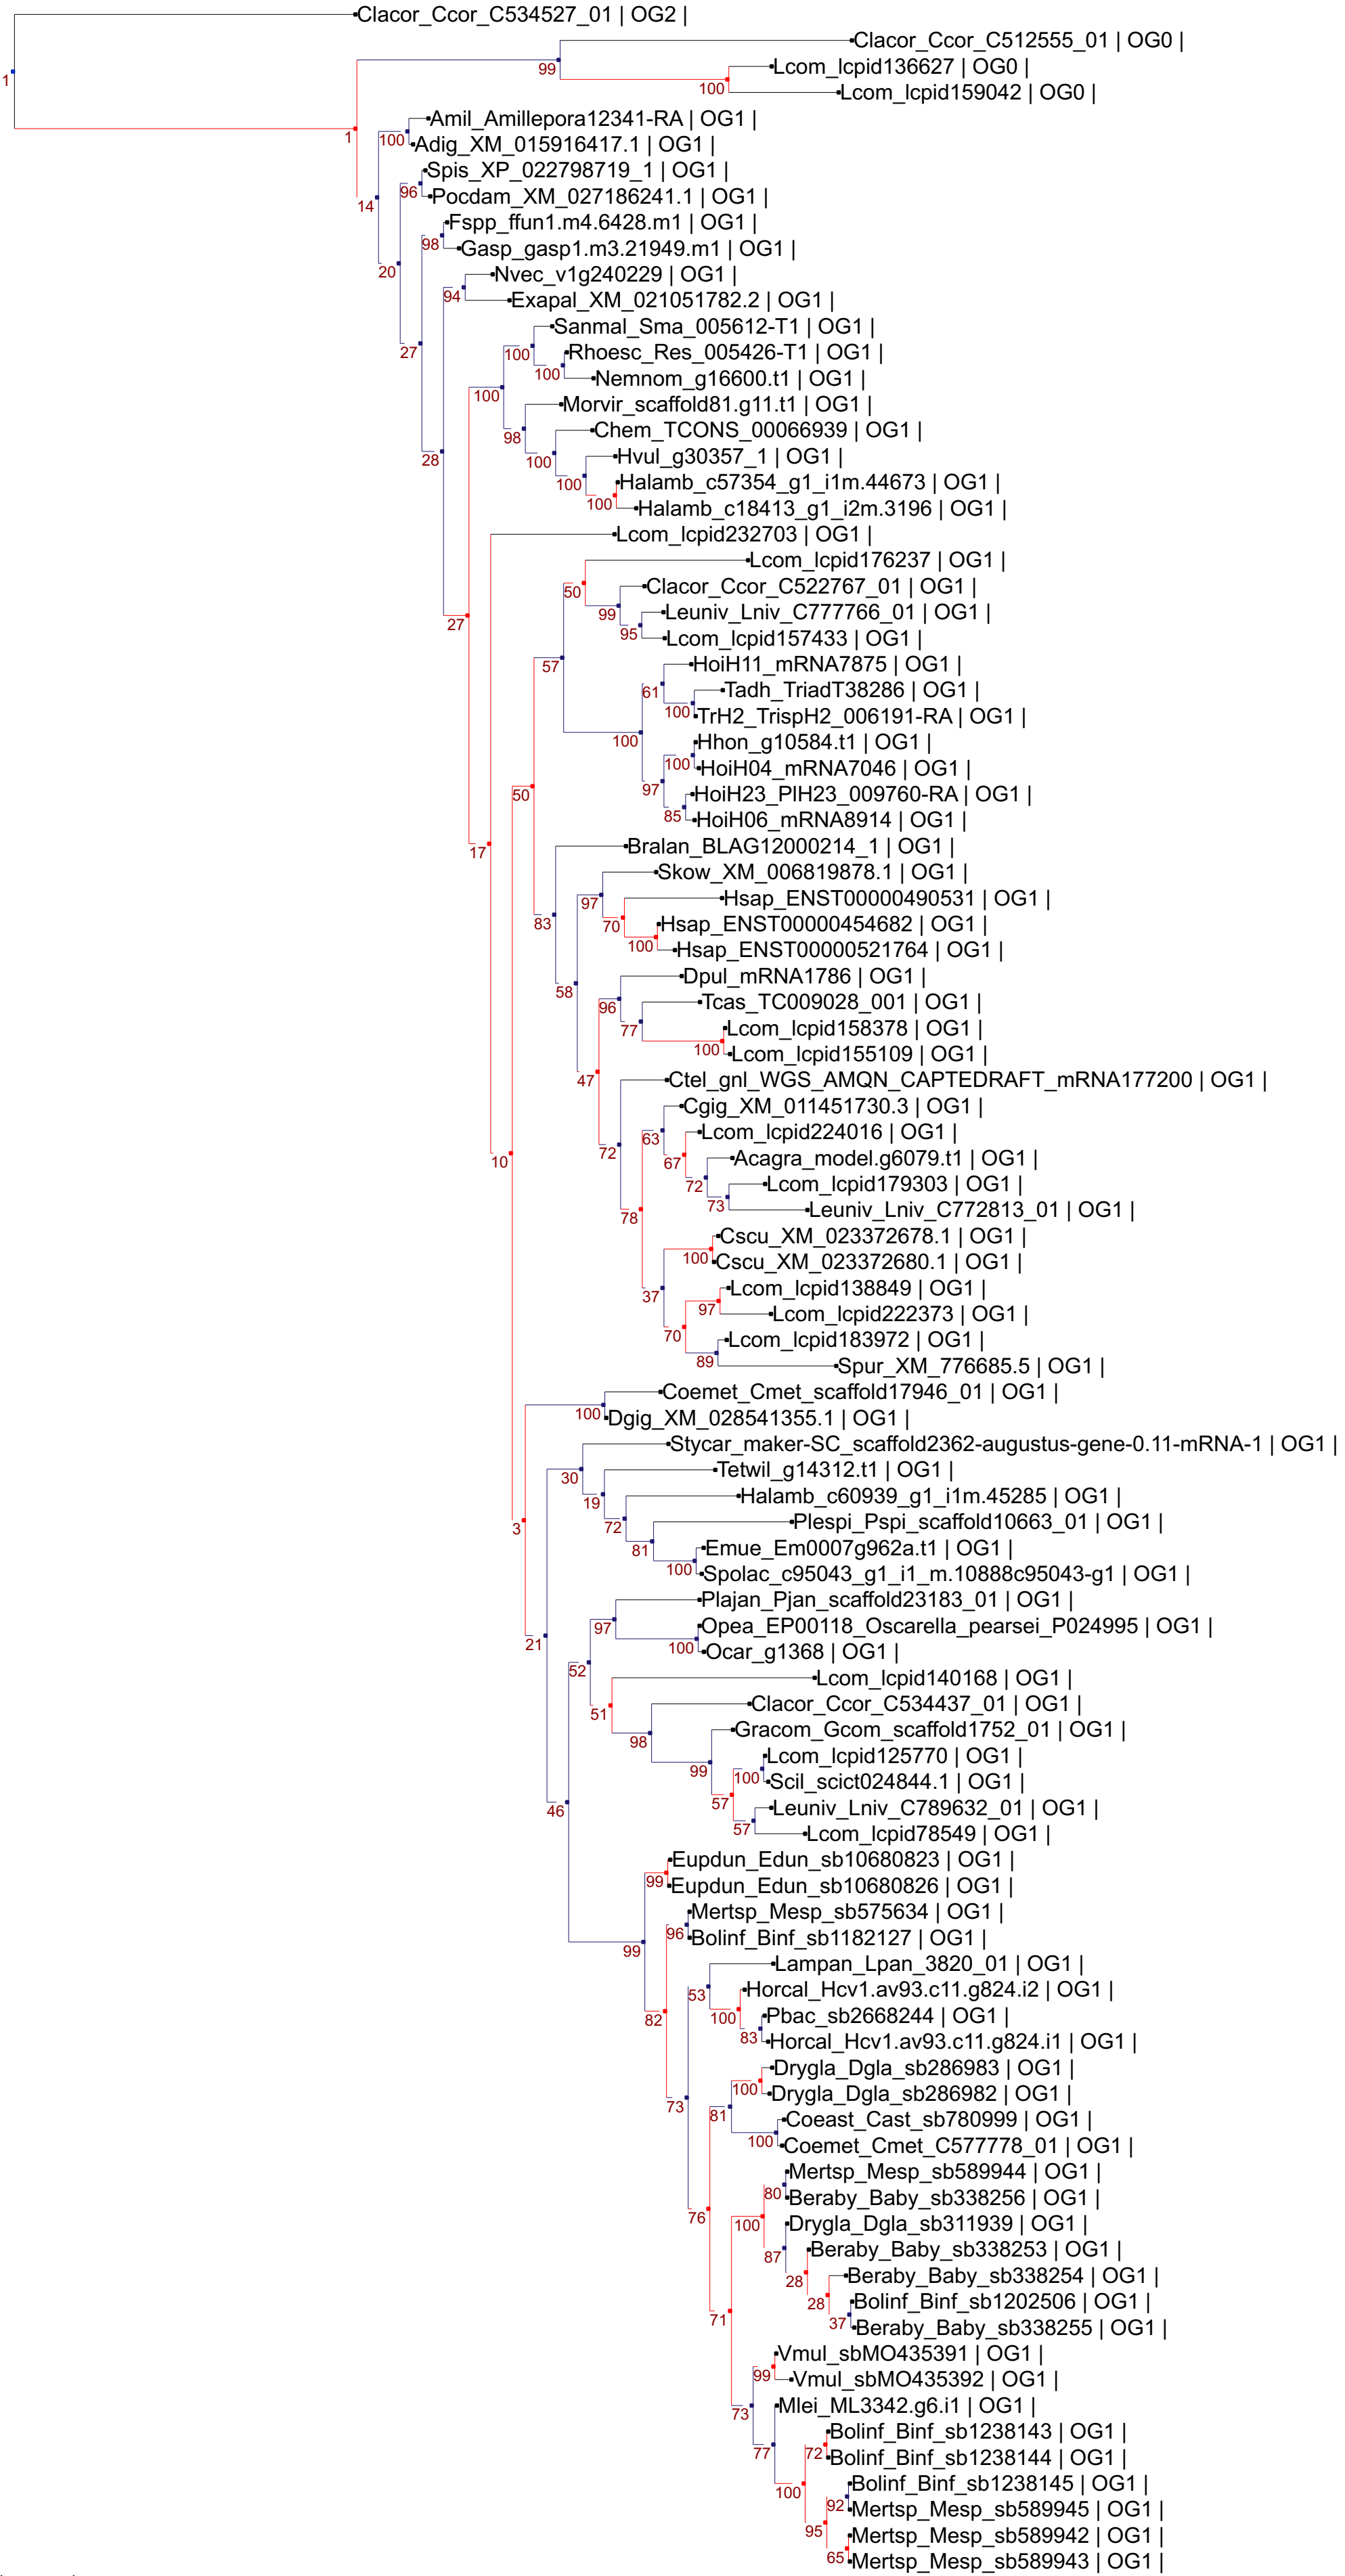 Clacor_Ccor_C534527_01 | OG2 |
Clacor_Ccor_C512555_01 | OG0 |
99
Lcom_lcpid136627 | OG0 |
1
100
Lcom_lcpid159042 | OG0 |
Amil_Amillepora12341-RA | OG1 |
1
100
Adig_XM_015916417.1 | OG1 |
Spis_XP_022798719_1 | OG1 |
96
Pocdam_XM_027186241.1 | OG1 |
14
Fspp_ffun1.m4.6428.m1 | OG1 |
98
Gasp_gasp1.m3.21949.m1 | OG1 |
20
Nvec_v1g240229 | OG1 |
94
Exapal_XM_021051782.2 | OG1 |
Sanmal_Sma_005612-T1 | OG1 |
27
100
Rhoesc_Res_005426-T1 | OG1 |
100
Nemnom_g16600.t1 | OG1 |
100
Morvir_scaffold81.g11.t1 | OG1 |
98
Chem_TCONS_00066939 | OG1 |
28
100
Hvul_g30357_1 | OG1 |
100
Halamb_c57354_g1_i1m.44673 | OG1 |
100
Halamb_c18413_g1_i2m.3196 | OG1 |
Lcom_lcpid232703 | OG1 |
Lcom_lcpid176237 | OG1 |
50
Clacor_Ccor_C522767_01 | OG1 |
99
Leuniv_Lniv_C777766_01 | OG1 |
27
95
Lcom_lcpid157433 | OG1 |
57
HoiH11_mRNA7875 | OG1 |
61
Tadh_TriadT38286 | OG1 |
100
TrH2_TrispH2_006191-RA | OG1 |
100
Hhon_g10584.t1 | OG1 |
100
HoiH04_mRNA7046 | OG1 |
97
HoiH23_PlH23_009760-RA | OG1 |
50
85
HoiH06_mRNA8914 | OG1 |
17
Bralan_BLAG12000214_1 | OG1 |
Skow_XM_006819878.1 | OG1 |
97
Hsap_ENST00000490531 | OG1 |
83
70
Hsap_ENST00000454682 | OG1 |
100
Hsap_ENST00000521764 | OG1 |
Dpul_mRNA1786 | OG1 |
58
96
Tcas_TC009028_001 | OG1 |
77
Lcom_lcpid158378 | OG1 |
100
Lcom_lcpid155109 | OG1 |
47
Ctel_gnl_WGS_AMQN_CAPTEDRAFT_mRNA177200 | OG1 |
Cgig_XM_011451730.3 | OG1 |
63
Lcom_lcpid224016 | OG1 |
72
67
Acagra_model.g6079.t1 | OG1 |
10
72
Lcom_lcpid179303 | OG1 |
73
Leuniv_Lniv_C772813_01 | OG1 |
78
Cscu_XM_023372678.1 | OG1 |
100
Cscu_XM_023372680.1 | OG1 |
37
Lcom_lcpid138849 | OG1 |
97
Lcom_lcpid222373 | OG1 |
70
Lcom_lcpid183972 | OG1 |
89
Spur_XM_776685.5 | OG1 |
Coemet_Cmet_scaffold17946_01 | OG1 |
100
Dgig_XM_028541355.1 | OG1 |
Stycar_maker-SC_scaffold2362-augustus-gene-0.11-mRNA-1 | OG1 |
30
Tetwil_g14312.t1 | OG1 |
19
Halamb_c60939_g1_i1m.45285 | OG1 |
3
72
Plespi_Pspi_scaffold10663_01 | OG1 |
81
Emue_Em0007g962a.t1 | OG1 |
100
Spolac_c95043_g1_i1_m.10888c95043-g1 | OG1 |
Plajan_Pjan_scaffold23183_01 | OG1 |
97
Opea_EP00118_Oscarella_pearsei_P024995 | OG1 |
21
100
Ocar_g1368 | OG1 |
52
Lcom_lcpid140168 | OG1 |
51
Clacor_Ccor_C534437_01 | OG1 |
98
Gracom_Gcom_scaffold1752_01 | OG1 |
99
Lcom_lcpid125770 | OG1 |
100
Scil_scict024844.1 | OG1 |
57
Leuniv_Lniv_C789632_01 | OG1 |
46
57
Lcom_lcpid78549 | OG1 |
Eupdun_Edun_sb10680823 | OG1 |
99
Eupdun_Edun_sb10680826 | OG1 |
Mertsp_Mesp_sb575634 | OG1 |
96
Bolinf_Binf_sb1182127 | OG1 |
99
Lampan_Lpan_3820_01 | OG1 |
53
Horcal_Hcv1.av93.c11.g824.i2 | OG1 |
82
100
Pbac_sb2668244 | OG1 |
83
Horcal_Hcv1.av93.c11.g824.i1 | OG1 |
Drygla_Dgla_sb286983 | OG1 |
100
Drygla_Dgla_sb286982 | OG1 |
73
81
Coeast_Cast_sb780999 | OG1 |
100
Coemet_Cmet_C577778_01 | OG1 |
Mertsp_Mesp_sb589944 | OG1 |
80
Beraby_Baby_sb338256 | OG1 |
76
100
Drygla_Dgla_sb311939 | OG1 |
87
Beraby_Baby_sb338253 | OG1 |
28
Beraby_Baby_sb338254 | OG1 |
28
Bolinf_Binf_sb1202506 | OG1 |
71
37
Beraby_Baby_sb338255 | OG1 |
Vmul_sbMO435391 | OG1 |
99
Vmul_sbMO435392 | OG1 |
73
Mlei_ML3342.g6.i1 | OG1 |
Bolinf_Binf_sb1238143 | OG1 |
77
72
Bolinf_Binf_sb1238144 | OG1 |
100
Bolinf_Binf_sb1238145 | OG1 |
92
Mertsp_Mesp_sb589945 | OG1 |
95
Mertsp_Mesp_sb589942 | OG1 |
65
Mertsp_Mesp_sb589943 | OG1 |